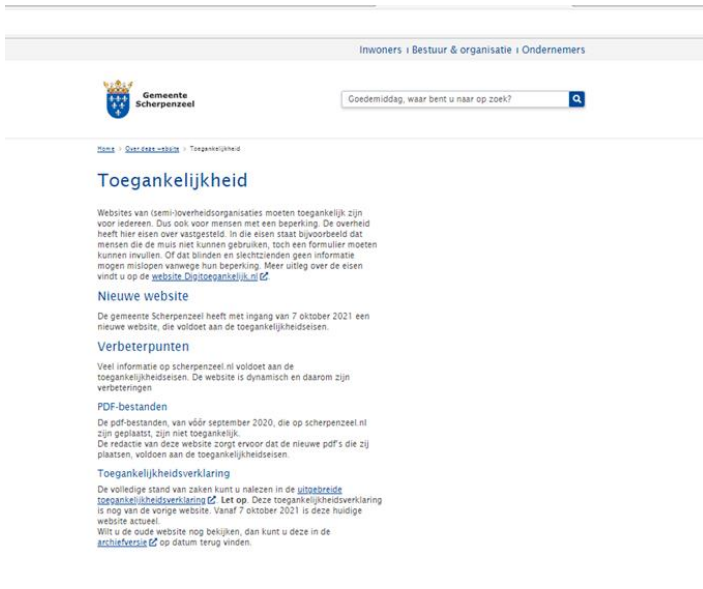 Inwoners | Bestuur & organisatie | Ondernemers
Gemeente
Scherpenzeel
Goedemiddag, waar bent u naar op zoek?
Home > Over deze website > Toegankelijkheid
Toegankelijkheid
Websites van (semi-)overheidsorganisaties moeten toegankelijk zijn
voor iedereen. Dus ook voor mensen met een beperking. De overheid
heeft hier eisen over vastgesteld. In die eisen staat bijvoorbeeld dat
mensen die de muis niet kunnen gebruiken, toch een formulier moeten
kunnen invullen. Of dat blinden en slechtzienden geen informatie
mogen mislopen vanwege hun beperking. Meer uitleg over de eisen
vindt u op de website Digitoegankelijk.nl.
Nieuwe website
De gemeente Scherpenzeel heeft met ingang van 7 oktober 2021 een
nieuwe website, die voldoet aan de toegankelijkheidseisen.
Verbeterpunten
Veel informatie op scherpenzeel.nl voldoet aan de
toegankelijkheidseisen. De website is dynamisch en daarom zijn
verbeteringen
PDF-bestanden
De pdf-bestanden, van vóór september 2020, die op scherpenzeel.nl
zijn geplaatst, zijn niet toegankelijk.
De redactie van deze website zorgt ervoor dat de nieuwe pdf's die zij
plaatsen, voldoen aan de toegankelijkheidseisen.
Toegankelijkheidsverklaring
De volledige stand van zaken kunt u nalezen in de uitgebreide
toegankelijkheidsverklaring. Let op. Deze toegankelijkheidsverklaring
is nog van de vorige website. Vanaf 7 oktober 2021 is deze huidige
website actueel.
Wilt u de oude website nog bekijken, dan kunt u deze in de
archiefversie op datum terug vinden.